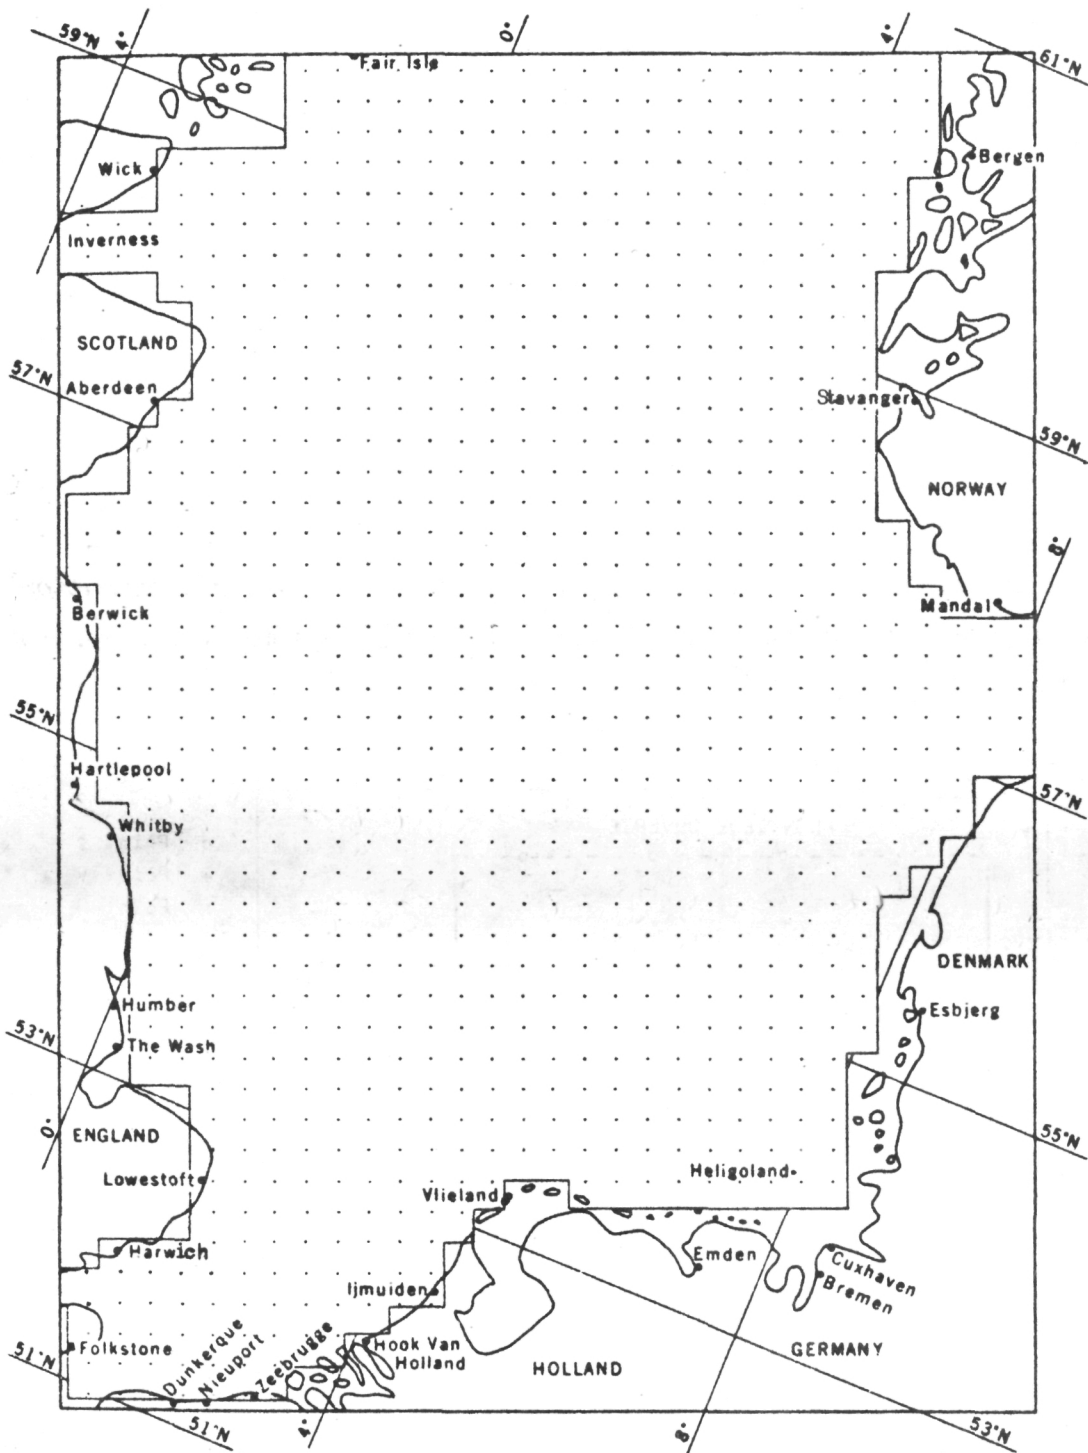 59°N
4°
0°
4°
61°N
Fair Isle
Wick
Bergen
Inverness
SCOTLAND
57°N
Aberdeen
Stavanger
59°N
NORWAY
8°
Berwick
Mandal
55°N
Hartlepool
57°N
Whitby
DENMARK
Humber
Esbjerg
53°N
The Wash
0°
ENGLAND
55°N
Lowestoft
Heligoland
Vlieland
Harwich
Emden
Cuxhaven
Bremen
Ijmuiden
Folkstone
Dunkerque
Nieuport
Zeebrugge
Hook Van
Holland
HOLLAND
GERMANY
51°N
51°N
4°
8°
53°N